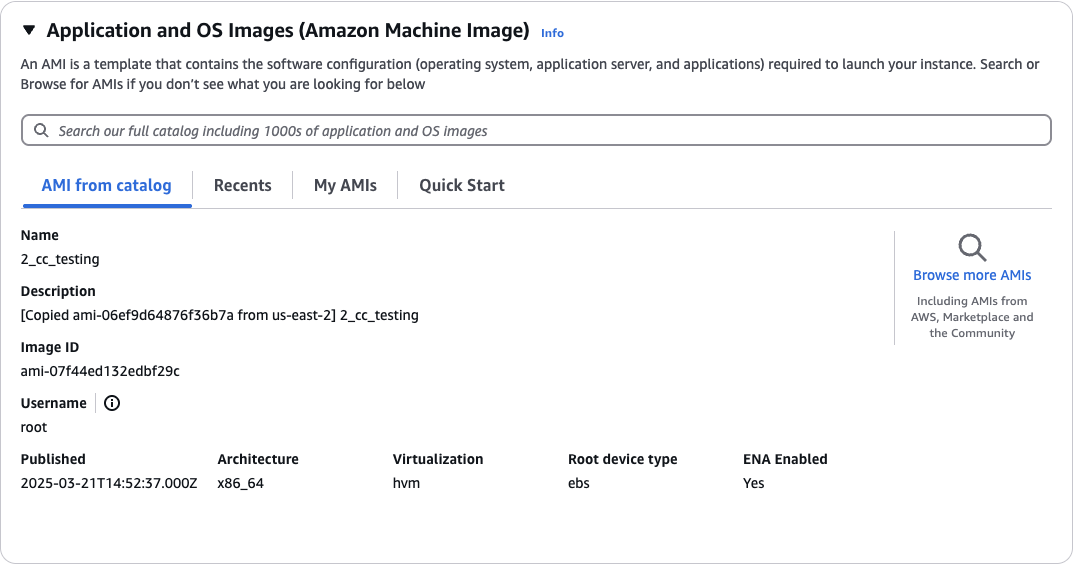 Application and OS Images (Amazon Machine Image) Info
An AMI is a template that contains the software configuration (operating system, application server, and applications) required to launch your instance. Search or
Browse for AMIs if you don’t see what you are looking for below
Search our full catalog including 1000s of application and OS images
AMI from catalog Recents My AMIs Quick Start
Name
2_cc_testing
Description
[Copied ami-06ef9d64876f36b7a from us-east-2] 2_cc_testing
Image ID
ami-07f44ed132edbf29c
Username
root
Published Architecture Virtualization Root device type ENA Enabled
2025-03-21T14:52:37.000Z x86_64 hvm ebs Yes
Browse more AMIs
Including AMIs from
AWS, Marketplace and
the Community